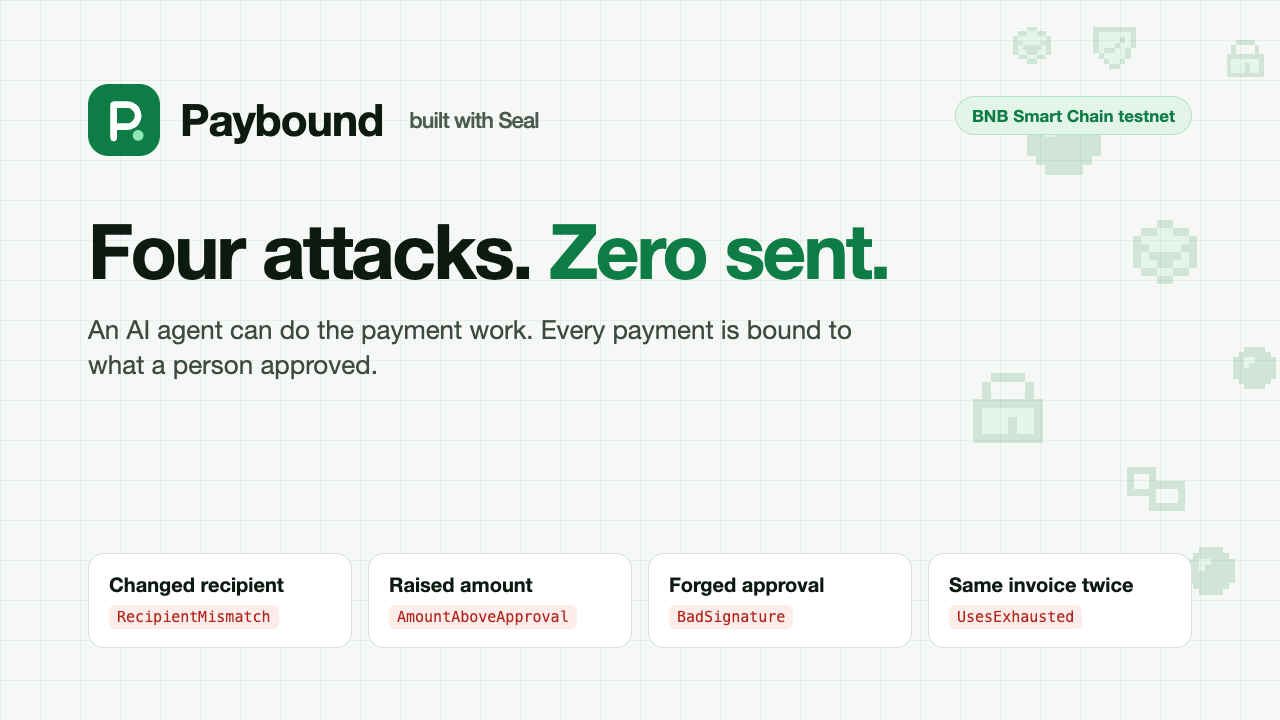 Paybound built with Seal
BNB Smart Chain testnet
Four attacks. Zero sent.
An AI agent can do the payment work. Every payment is bound to
what a person approved.
Changed recipient
RecipientMismatch
Raised amount
AmountAboveApproval
Forged approval
BadSignature
Same invoice twice
UsesExhausted